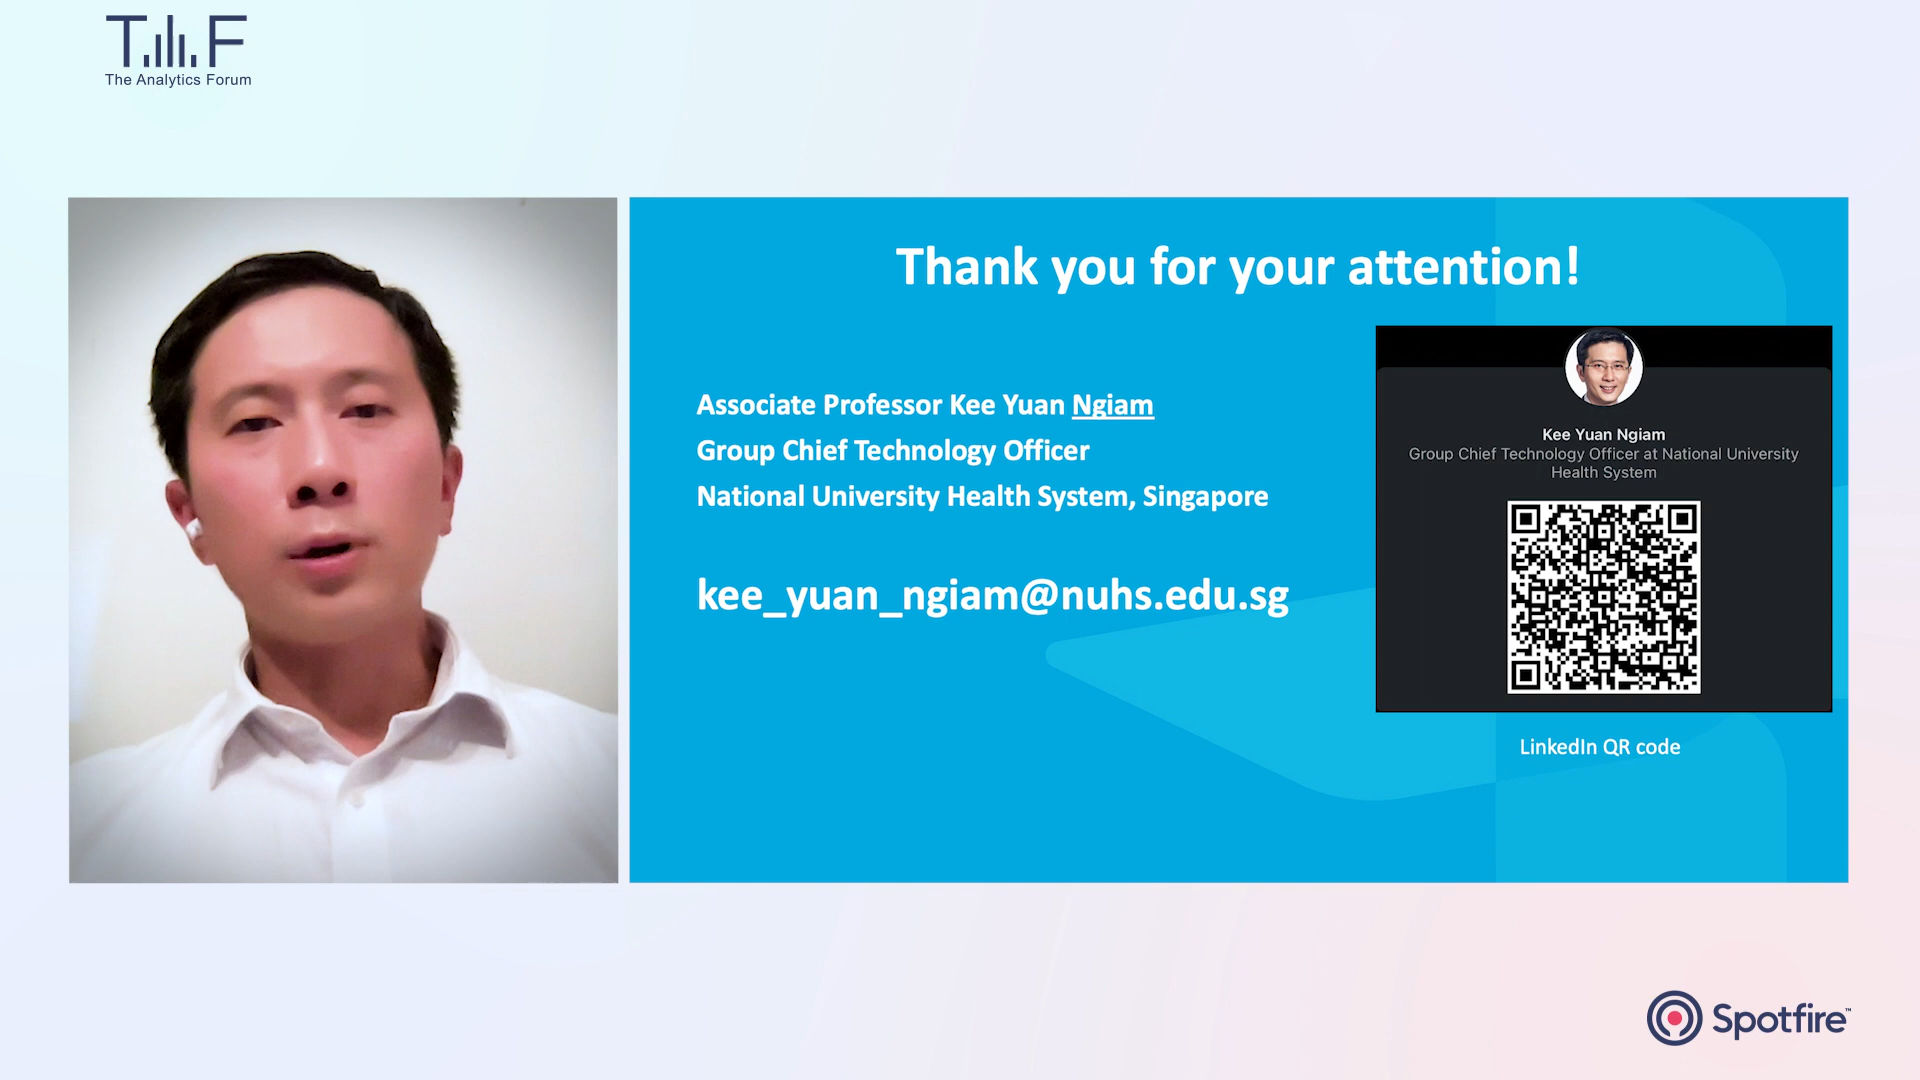 T F
The Analytics Forum
Thank you for your attention!
Associate Professor Kee Yuan Ngiam
Group Chief Technology Officer
National University Health System, Singapore
kee_yuan_ngiam@nuhs.edu.sg
Kee Yuan Ngiam
Group Chief Technology Officer at National University
Health System
LinkedIn QR code
Spotfire™